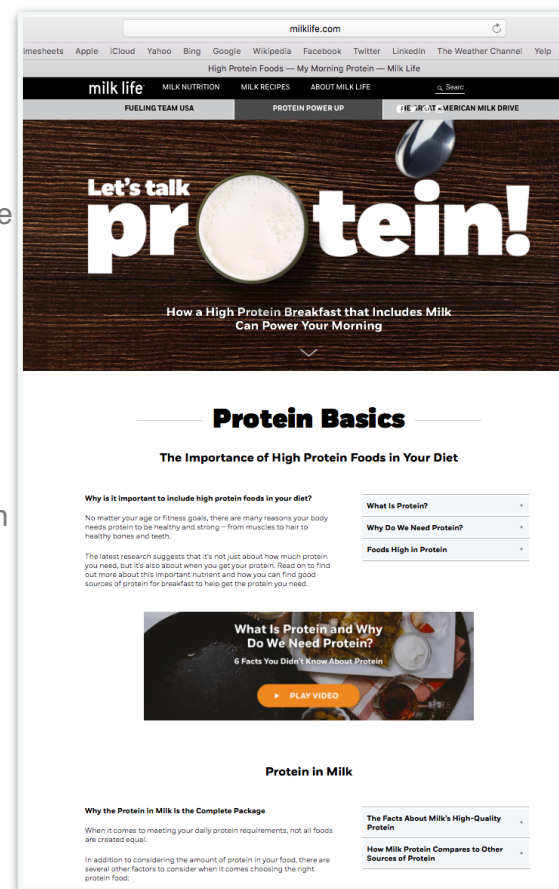 milklife.com
imesheets Apple iCloud Yahoo Bing Google Wikipedia Facebook Twitter LinkedIn The Weather Channel Yelp
High Protein Foods — My Morning Protein — Milk Life
milk life MILK NUTRITION MILK RECIPES ABOUT MILK LIFE Searc
FUELING TEAM USA PROTEIN POWER UP THE GREAT AMERICAN MILK DRIVE
Let's talk
e
protein!
How a High Protein Breakfast that Includes Milk
Can Power Your Morning
Protein Basics
The Importance of High Protein Foods in Your Diet
Why is it important to include high protein foods in your diet?
No matter your age or fitness goals, there are many reasons your body
needs protein to be healthy and strong – from muscles to hair to
healthy bones and teeth.
The latest research suggests that it's not just about how much protein
you need, but it's also about when you get your protein. Read on to find
out more about this important nutrient and how you can find good
sources of protein for breakfast to help get the protein you need.
What Is Protein? +
Why Do We Need Protein? +
Foods High in Protein +
n
What Is Protein and Why
Do We Need Protein?
6 Facts You Didn't Know About Protein
PLAY VIDEO
Protein in Milk
Why the Protein in Milk Is the Complete Package
When it comes to meeting your daily protein requirements, not all foods
are created equal.
In addition to considering the amount of protein in your food, there are
several other factors to consider when it comes choosing the right
protein food:
The Facts About Milk's High-Quality
Protein +
How Milk Protein Compares to Other
Sources of Protein +